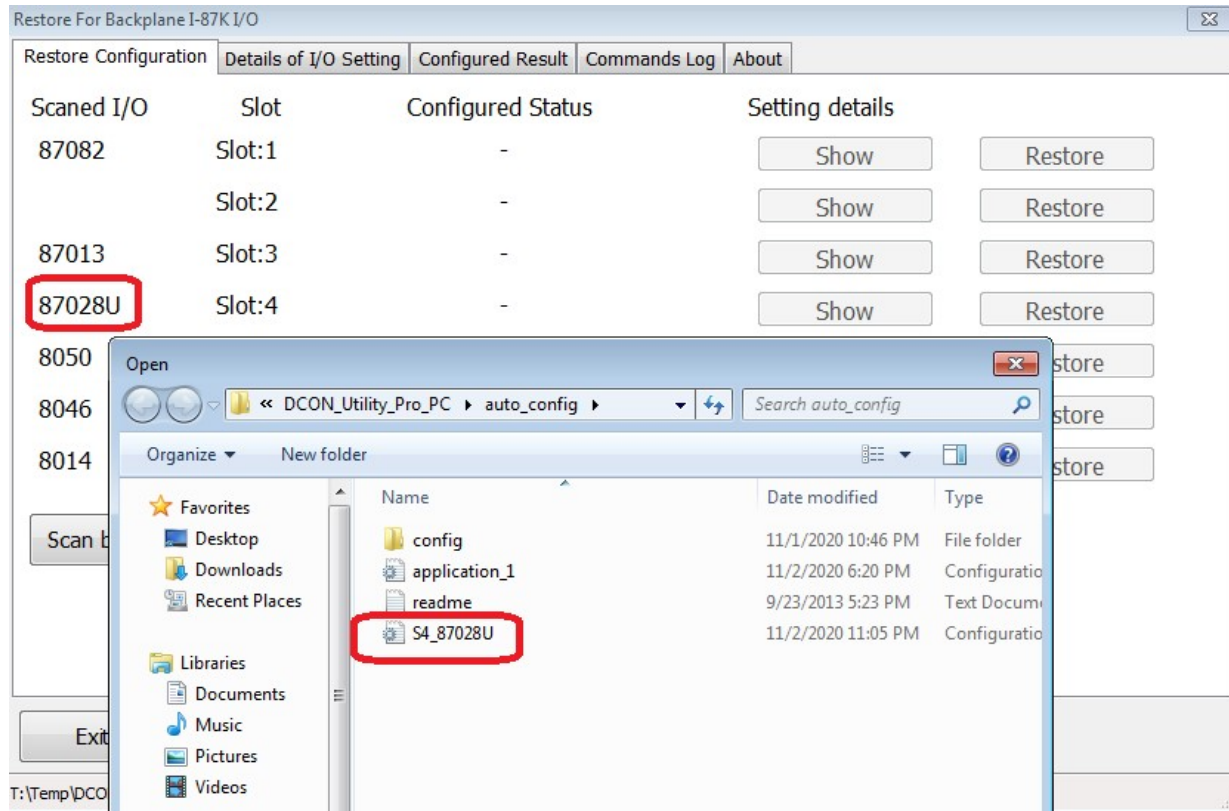 Restore For Backplane I-87K I/O
Restore Configuration Details of I/O Setting Configured Result Commands Log About
Scaned I/O Slot Configured Status Setting details
87082 Slot:1 - Show Restore
Slot:2 - Show Restore
87013 Slot:3 - Show Restore
87028U Slot:4 - Show Restore
8050 Open store
« DCON_Utility_Pro_PC auto_config Search auto_config
8046 store
Organize New folder
8014 store
Name Date modified Type
Favorites
Scan b Desktop config 11/1/2020 10:46 PM File folder
Downloads application_1 11/2/2020 6:20 PM Configuratio
Recent Places readme 9/23/2013 5:23 PM Text Docum
S4_87028U 11/2/2020 11:05 PM Configuratio
Libraries
Documents
Music
Exit Pictures
T:\Temp\DCO Videos